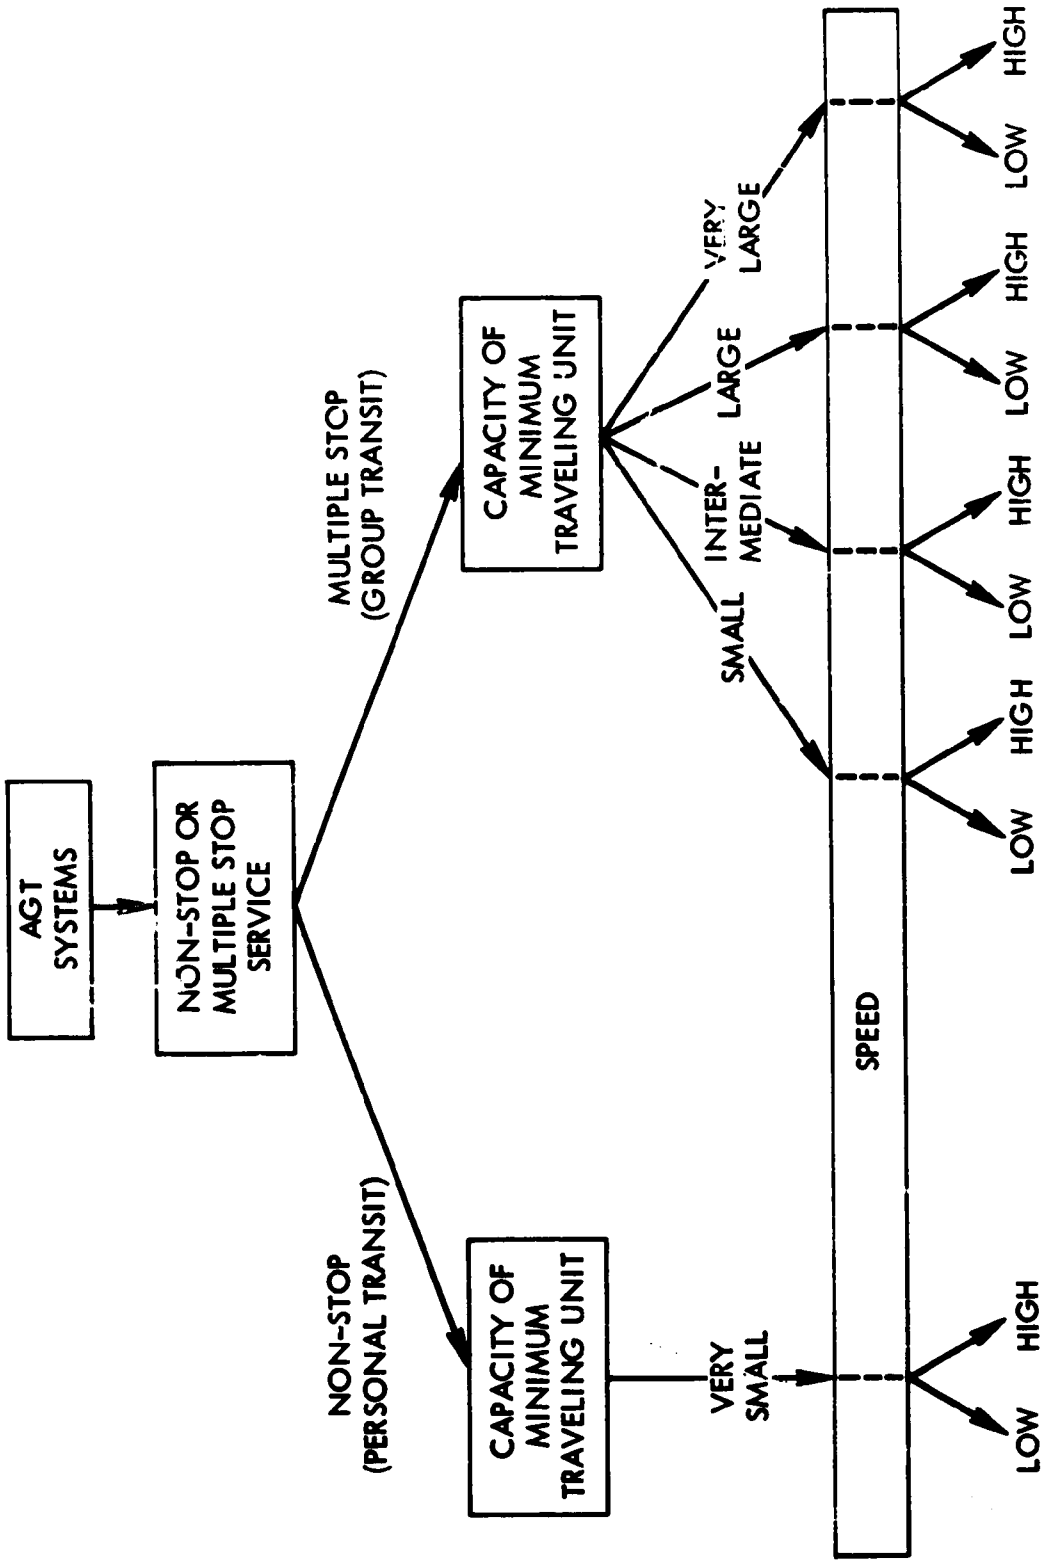 AGT
SYSTEMS
NON-STOP OR
MULTIPLE STOP
SERVICE
NON-STOP
(PERSONAL TRANSIT)
MULTIPLE STOP
(GROUP TRANSIT)
CAPACITY OF
MINIMUM
TRAVELING UNIT
CAPACITY OF
MINIMUM
TRAVELING UNIT
VERY
SMALL
SMALL
INTER-
MEDIATE
LARGE
VERY
LARGE
SPEED
LOW
HIGH
LOW
HIGH
LOW
HIGH
LOW
HIGH
LOW
HIGH